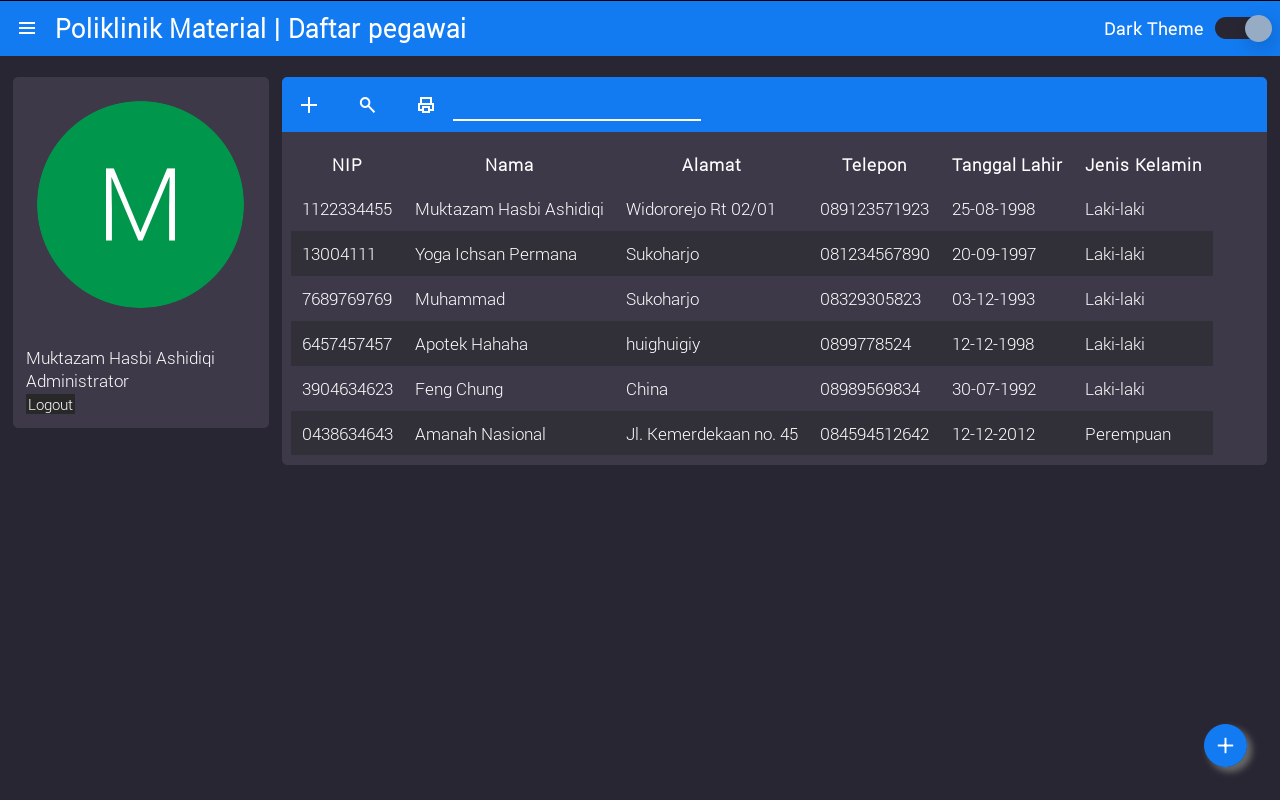 Poliklinik Material | Daftar pegawai
Dark Theme
M
Muktazam Hasbi Ashidiqi
Administrator
Logout
NIP Nama Alamat Telepon Tanggal Lahir Jenis Kelamin
1122334455 Muktazam Hasbi Ashidiqi Widororejo Rt 02/01 089123571923 25-08-1998 Laki-laki
13004111 Yoga Ichsan Permana Sukoharjo 081234567890 20-09-1997 Laki-laki
7689769769 Muhammad Sukoharjo 08329305823 03-12-1993 Laki-laki
6457457457 Apotek Hahaha huighuigiy 0899778524 12-12-1998 Laki-laki
3904634623 Feng Chung China 08989569834 30-07-1992 Laki-laki
0438634643 Amanah Nasional Jl. Kemerdekaan no. 45 084594512642 12-12-2012 Perempuan